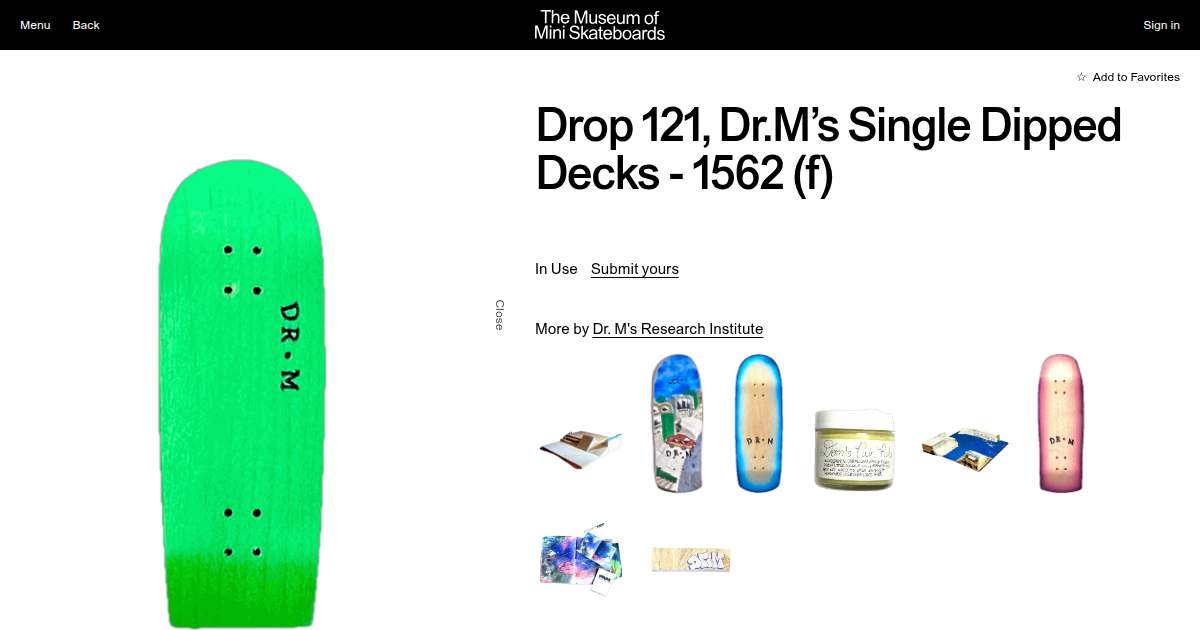 Menu
Back
The Museum of
Mini Skateboards
Sign in
☆ Add to Favorites
Drop 121, Dr.M’s Single Dipped
Decks - 1562 (f)
In Use
Submit yours
Close
More by Dr. M's Research Institute
DR•M
DR•M
DR•M
DR•M